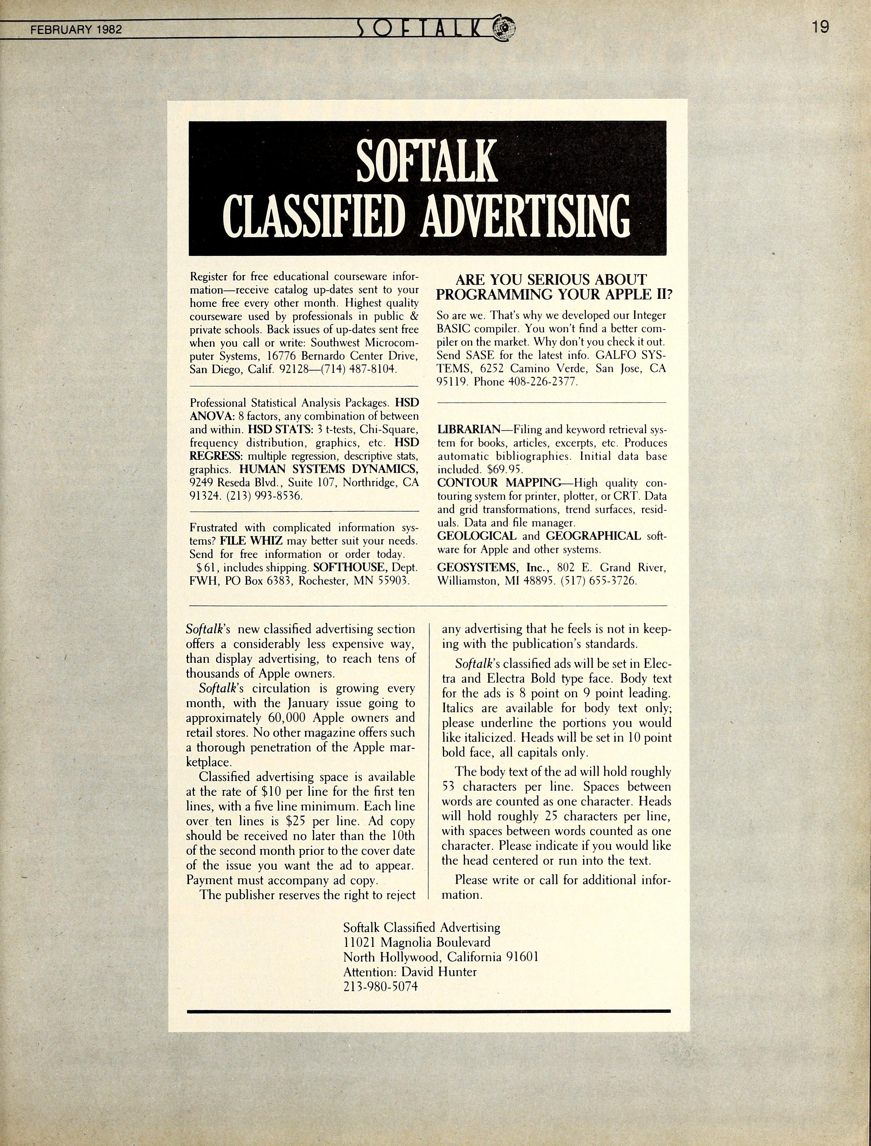 FEBRUARY 1982
SOFTALK
19
SOFTALK
CLASSIFIED ADVERTISING
Register for free educational courseware infor-
mation—receive catalog up-dates sent to your
home free every other month. Highest quality
courseware used by professionals in public &
private schools. Back issues of up-dates sent free
when you call or write: Southwest Microcom-
puter Systems, 16776 Bernardo Center Drive,
San Diego, Calif. 92128—(714) 487-8104.
Professional Statistical Analysis Packages. HSD
ANOVA: 8 factors, any combination of between
and within. HSD STATS: 3 t-tests, Chi-Square,
frequency distribution, graphics, etc. HSD
REGRESS: multiple regression, descriptive stats,
graphics. HUMAN SYSTEMS DYNAMICS,
9249 Reseda Blvd., Suite 107, Northridge, CA
91324. (213) 993-8536.
Frustrated with complicated information sys-
tems? FILE WHIZ may better suit your needs.
Send for free information or order today.
$61, includes shipping. SOFTHOUSE, Dept.
FWH, PO Box 6383, Rochester, MN 55903.
ARE YOU SERIOUS ABOUT
PROGRAMMING YOUR APPLE II?
So are we. That's why we developed our Integer
BASIC compiler. You won't find a better com-
piler on the market. Why don't you check it out.
Send SASE for the latest info. GALFO SYS-
TEMS, 6252 Camino Verde, San Jose, CA
95119. Phone 408-226-2377.
LIBRARIAN—Filing and keyword retrieval sys-
tem for books, articles, excerpts, etc. Produces
automatic bibliographies. Initial data base
included. $69.95.
CONTOUR MAPPING—High quality con-
touring system for printer, plotter, or CRT. Data
and grid transformations, trend surfaces, resid-
uals. Data and file manager.
GEOLOGICAL and GEOGRAPHICAL soft-
ware for Apple and other systems.
GEOSYSTEMS, Inc., 802 E. Grand River,
Williamston, MI 48895. (517) 655-3726.
Softalk's new classified advertising section
offers a considerably less expensive way,
than display advertising, to reach tens of
thousands of Apple owners.
Softalk's circulation is growing every
month, with the January issue going to
approximately 60,000 Apple owners and
retail stores. No other magazine offers such
a thorough penetration of the Apple mar-
ketplace.
Classified advertising space is available
at the rate of $10 per line for the first ten
lines, with a five line minimum. Each line
over ten lines is $25 per line. Ad copy
should be received no later than the 10th
of the second month prior to the cover date
of the issue you want the ad to appear.
Payment must accompany ad copy.
The publisher reserves the right to reject
any advertising that he feels is not in keep-
ing with the publication's standards.
Softalk's classified ads will be set in Elec-
tra and Electra Bold type face. Body text
for the ads is 8 point on 9 point leading.
Italics are available for body text only;
please underline the portions you would
like italicized. Heads will be set in 10 point
bold face, all capitals only.
The body text of the ad will hold roughly
53 characters per line. Spaces between
words are counted as one character. Heads
will hold roughly 25 characters per line,
with spaces between words counted as one
character. Please indicate if you would like
the head centered or run into the text.
Please write or call for additional infor-
mation.
Softalk Classified Advertising
11021 Magnolia Boulevard
North Hollywood, California 91601
Attention: David Hunter
213-980-5074